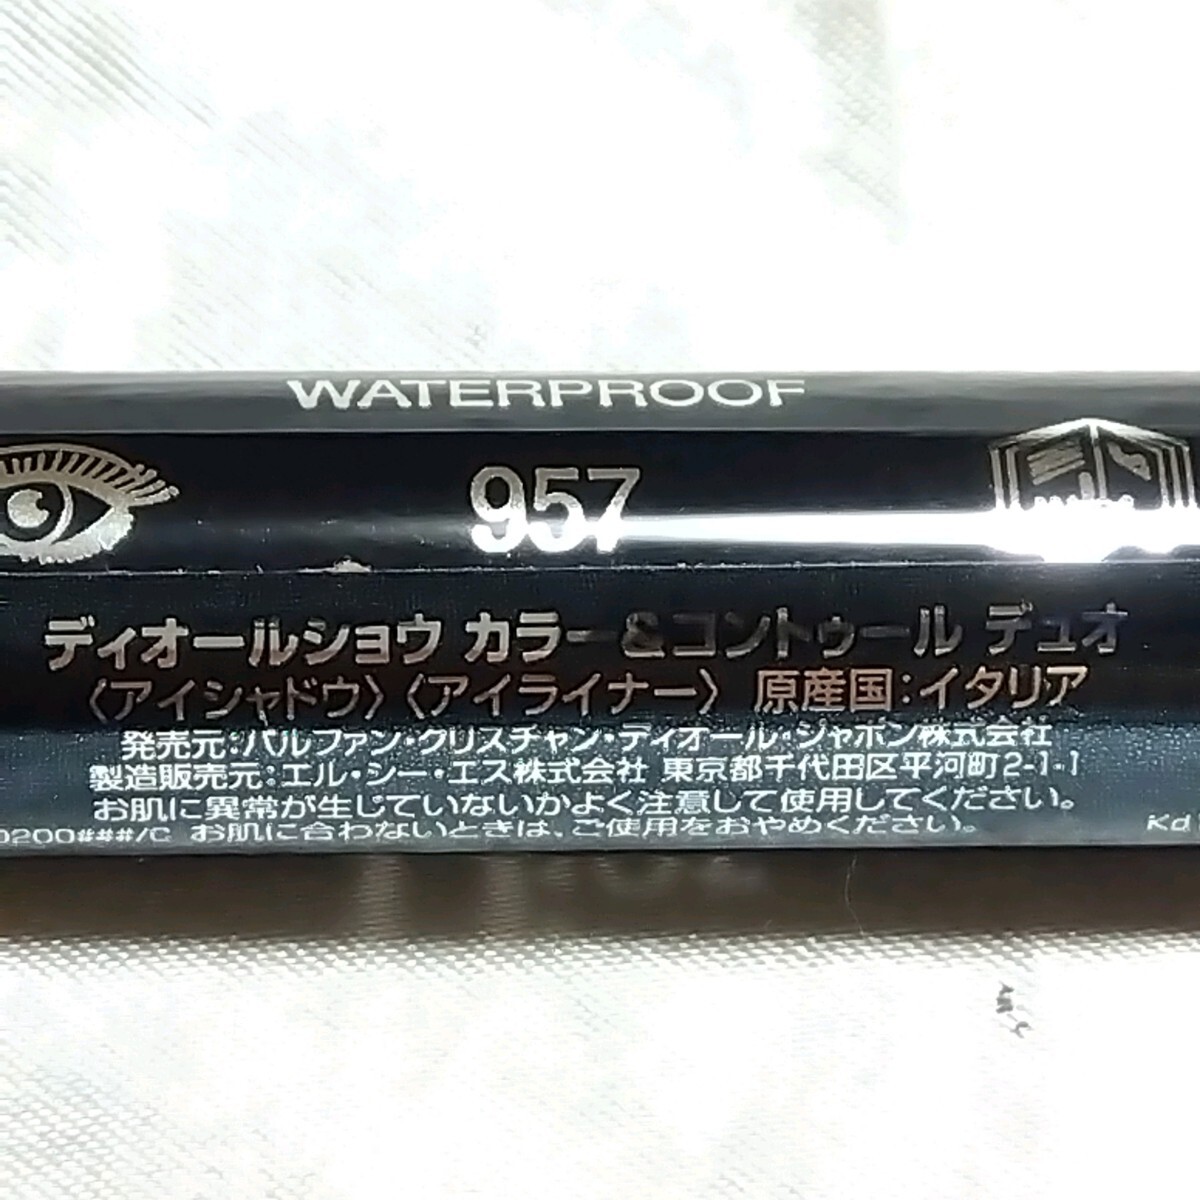 WATERPROOF
957
ディオールショウ カラー&コントゥール デュオ
〈アイシャドウ〉〈アイライナー〉 原産国:イタリア
発売元:パルファン・クリスチャン・ディオール・ジャポン株式会社
製造販売元:エル・シー・エス株式会社 東京都千代田区平河町2-1-1
お肌に異常が生じていないかよく注意して使用してください。
0200###/C お肌に合わないときは、ご使用をおやめください。